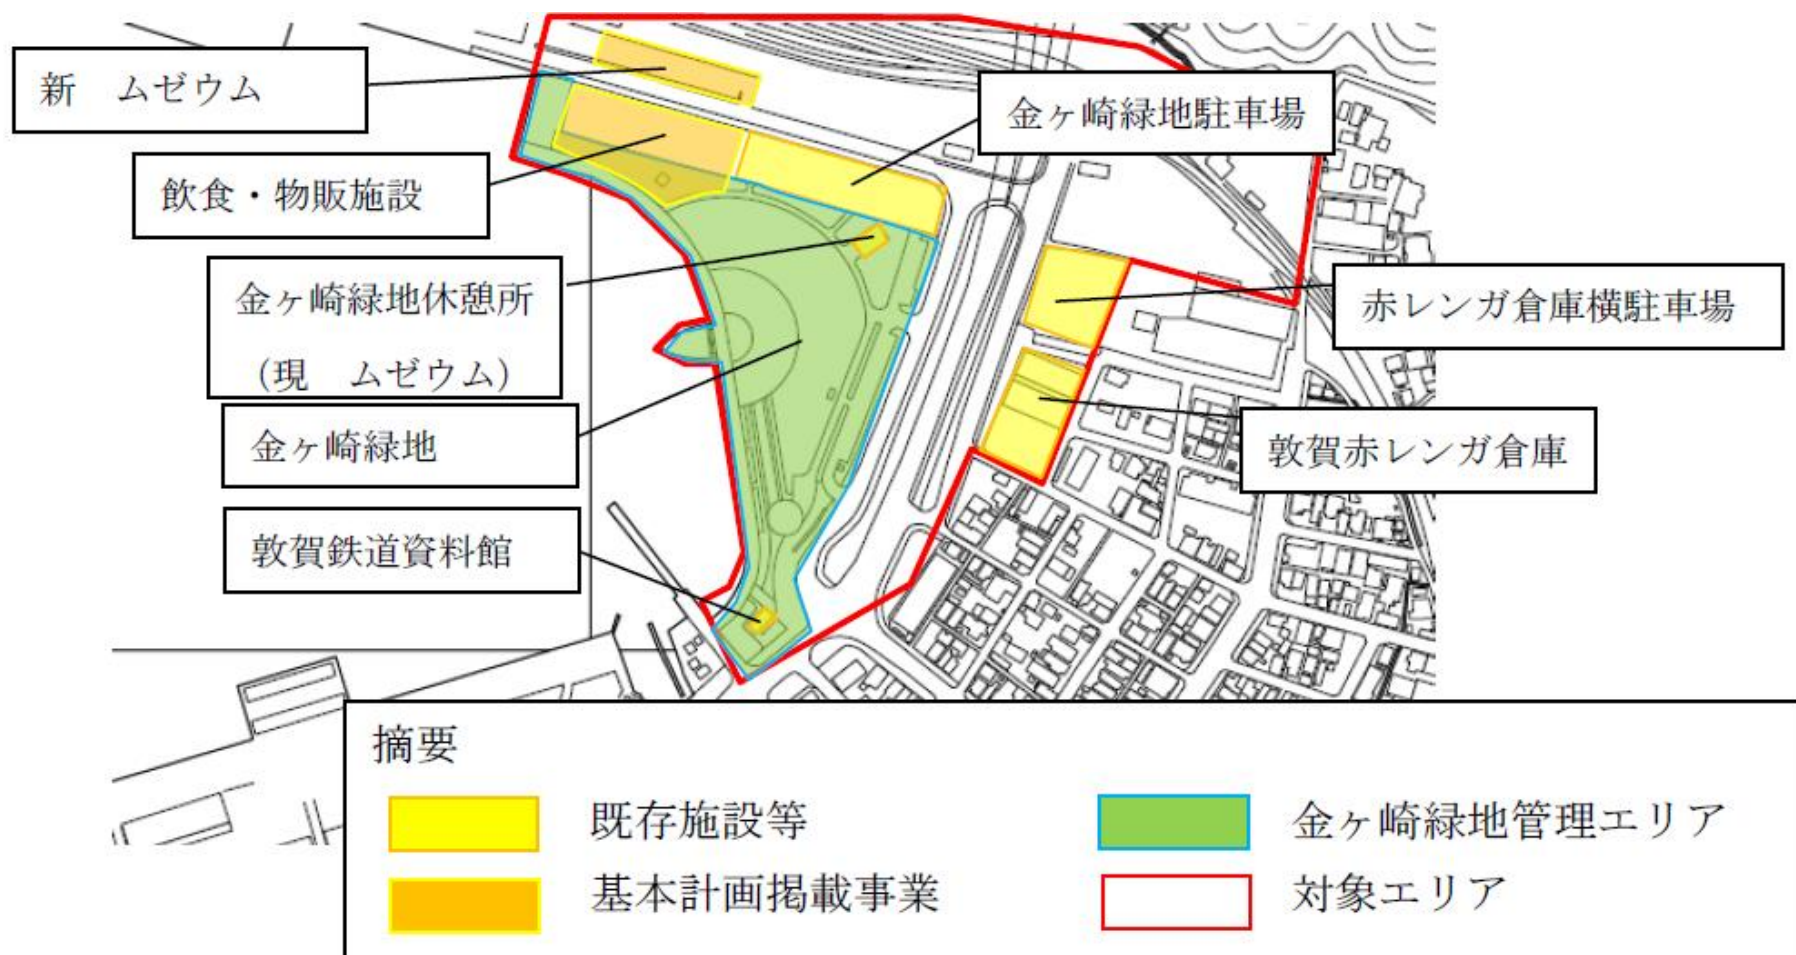 新　ムゼウム
金ヶ崎緑地駐車場
飲食・物販施設
金ヶ崎緑地休憩所
（現　ムゼウム）
赤レンガ倉庫横駐車場
金ヶ崎緑地
敦賀赤レンガ倉庫
敦賀鉄道資料館
摘要
既存施設等
金ヶ崎緑地管理エリア
基本計画掲載事業
対象エリア